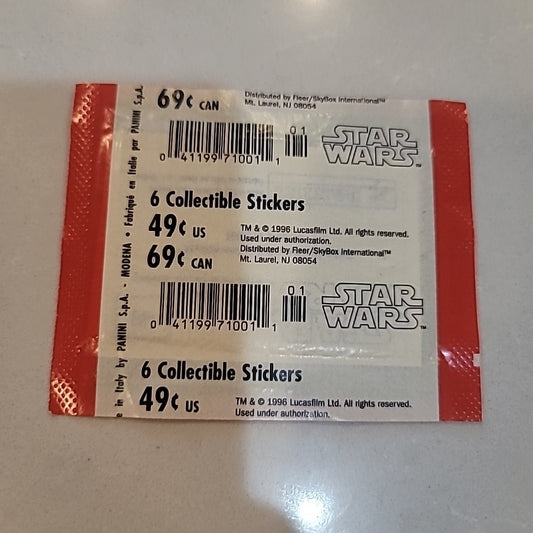 69¢ CAN
Distributed by Fleer/SkyBox International™
Mt. Laurel, NJ 08054
01
0 41199 71001 1
STAR WARS™
6 Collectible Stickers
49¢ US
69¢ CAN
TM & © 1996 Lucasfilm Ltd. All rights reserved.
Used under authorization.
Distributed by Fleer/SkyBox International™
Mt. Laurel, NJ 08054
01
0 41199 71001 1
STAR WARS™
6 Collectible Stickers
49¢ US
TM & © 1996 Lucasfilm Ltd. All rights reserved.
Used under authorization.
e in Italy by PANINI S.p.A. - MODENA • Fabriqué en Italie par PANINI S.p.A.